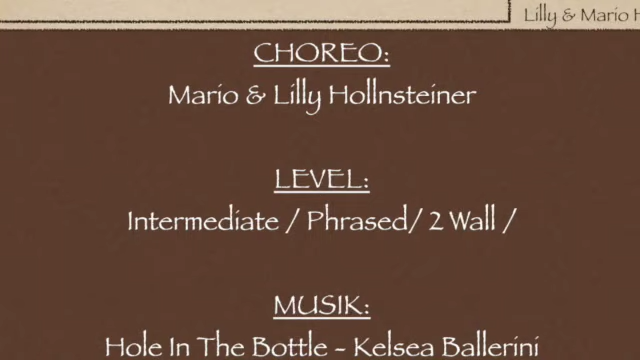 Lilly & Mario H
CHOREO:
Mario & Lilly Hollnsteiner
LEVEL:
Intermediate / Phrased/ 2 Wall /
MUSIK:
Hole In The Bottle - Kelsea Ballerini